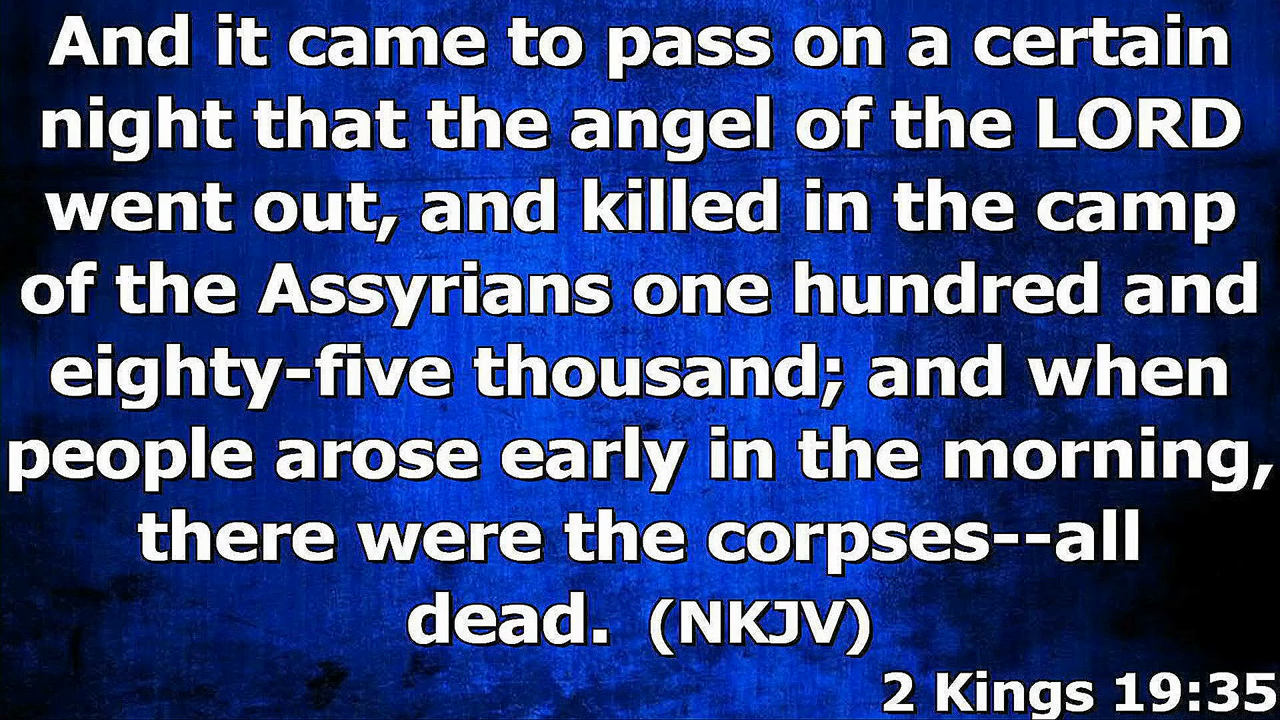 And it came to pass on a certain
night that the angel of the LORD
went out, and killed in the camp
of the Assyrians one hundred and
eighty-five thousand; and when
people arose early in the morning,
there were the corpses--all
dead. (NKJV)
2 Kings 19:35